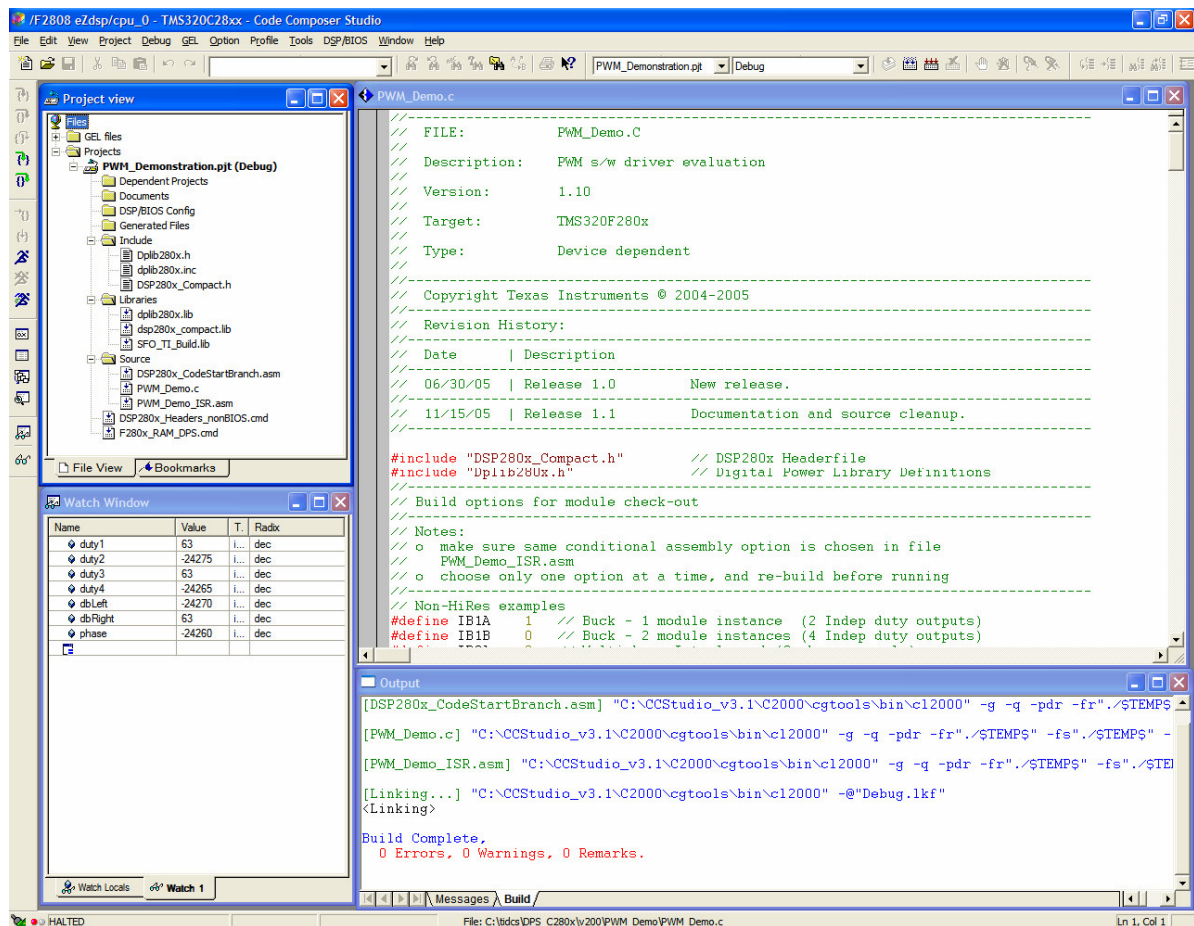 /F2808 eZdsp/cpu_0 - TMS320C28xx - Code Composer Studio
File Edit View Project Debug GEL Option Profile Tools DSP/BIOS Window Help
PWM_Demonstration.pjt Debug
Project view
Files
GEL files
Projects
PWM_Demonstration.pjt (Debug)
Dependent Projects
Documents
DSP/BIOS Config
Generated Files
Include
Dplib280x.h
dplib280x.inc
DSP280x_Compact.h
Libraries
dplib280x.lib
dsp280x_compact.lib
SFO_TI_Build.lib
Source
DSP280x_CodeStartBranch.asm
PWM_Demo.c
PWM_Demo_ISR.asm
DSP280x_Headers_nonBIOS.cmd
F280x_RAM_DPS.cmd
File View Bookmarks
Watch Window
Name Value T. Radix
duty1 63 i... dec
duty2 -24275 i... dec
duty3 63 i... dec
duty4 -24265 i... dec
dbLeft -24270 i... dec
dbRight 63 i... dec
phase -24260 i... dec
Watch Locals Watch 1
PWM_Demo.c
//----------------------------------------------------------------------------------
// FILE: PWM_Demo.C
//
// Description: PWM s/w driver evaluation
//
// Version: 1.10
//
// Target: TMS320F280x
//
// Type: Device dependent
//
//----------------------------------------------------------------------------------
// Copyright Texas Instruments © 2004-2005
//----------------------------------------------------------------------------------
// Revision History:
//----------------------------------------------------------------------------------
// Date | Description
//----------------------------------------------------------------------------------
// 06/30/05 | Release 1.0 New release.
//----------------------------------------------------------------------------------
// 11/15/05 | Release 1.1 Documentation and source cleanup.
//----------------------------------------------------------------------------------
#include "DSP280x_Compact.h" // DSP280x Headerfile
#include "Dplib280x.h" // Digital Power Library Definitions
//----------------------------------------------------------------------------------
// Build options for module check-out
//----------------------------------------------------------------------------------
// Notes:
// o make sure same conditional assembly option is chosen in file
// PWM_Demo_ISR.asm
// o choose only one option at a time, and re-build before running
//----------------------------------------------------------------------------------
// Non-HiRes examples
#define IB1A 1 // Buck - 1 module instance (2 Indep duty outputs)
#define IB1B 0 // Buck - 2 module instances (4 Indep duty outputs)
Output
[DSP280x_CodeStartBranch.asm] "C:\CCStudio_v3.1\C2000\cgtools\bin\cl2000" -g -q -pdr -fr"./$TEMP$
[PWM_Demo.c] "C:\CCStudio_v3.1\C2000\cgtools\bin\cl2000" -g -q -pdr -fr"./$TEMP$" -fs"./$TEMP$" -
[PWM_Demo_ISR.asm] "C:\CCStudio_v3.1\C2000\cgtools\bin\cl2000" -g -q -pdr -fr"./$TEMP$" -fs"./$TE
[Linking...] "C:\CCStudio_v3.1\C2000\cgtools\bin\cl2000" -@"Debug.lkf"
<Linking>
Build Complete,
0 Errors, 0 Warnings, 0 Remarks.
Messages Build
HALTED File: C:\tidcs\DPS_C280x\v200\PWM_Demo\PWM_Demo.c Ln 1, Col 1